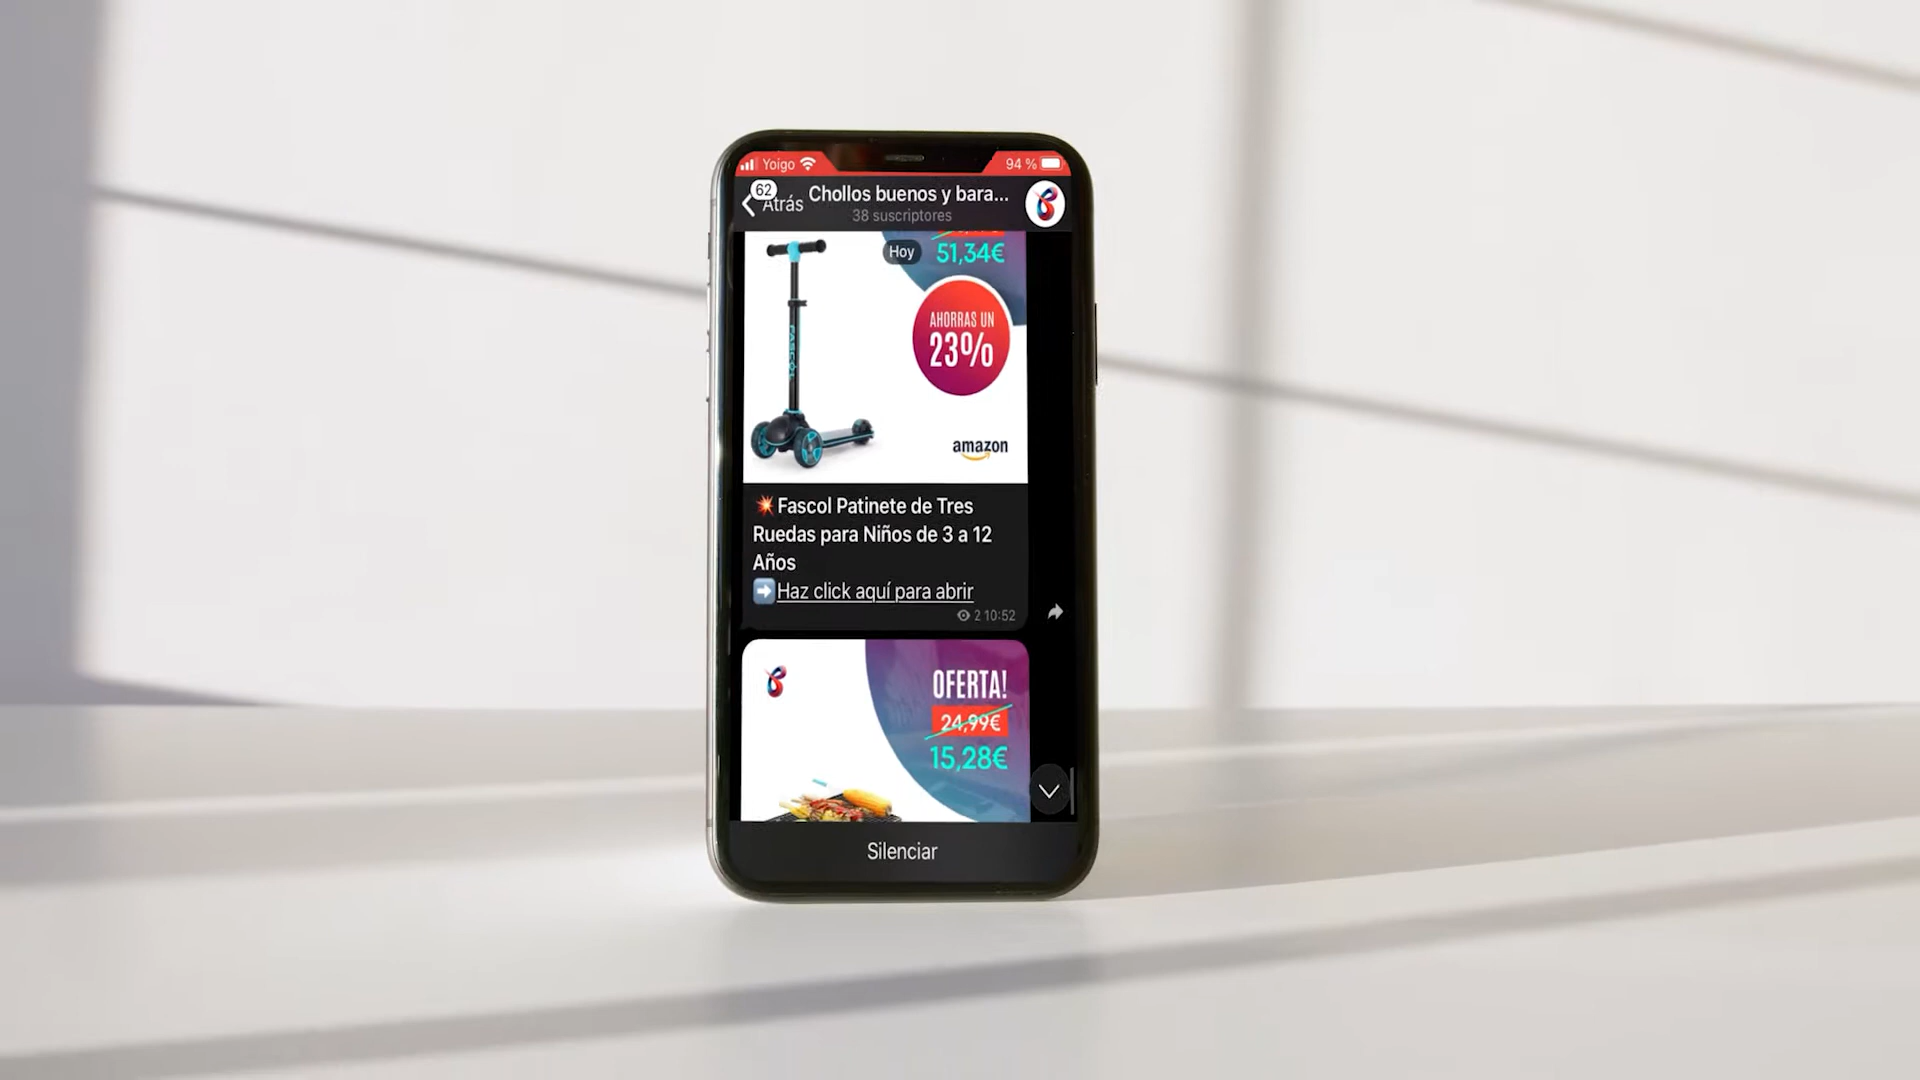 Yoigo
94 %
62
Atrás
Chollos buenos y bara...
38 suscriptores
Hoy
51,34€
AHORRAS UN
23%
FASCOL
amazon
Fascol Patinete de Tres
Ruedas para Niños de 3 a 12
Años
Haz click aquí para abrir
2 10:52
OFERTA!
24,99€
15,28€
Silenciar